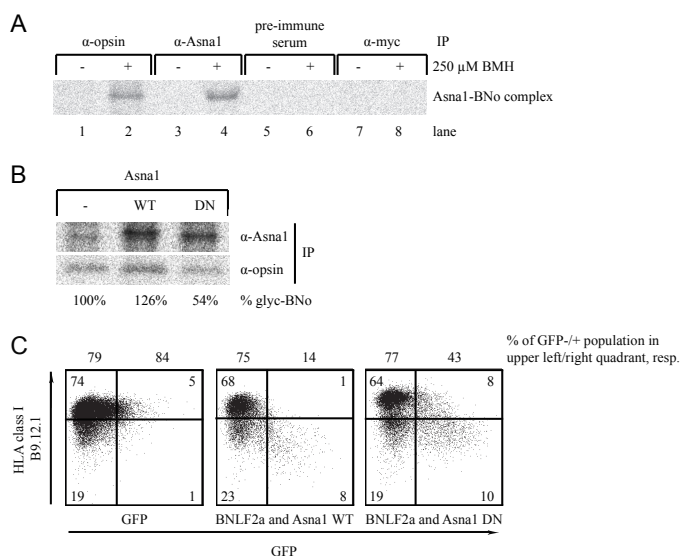 A
α-opsin α-Asna1 pre-immune serum α-myc IP
- + - + - + - + 250 µM BMH
Asna1-BNo complex
1 2 3 4 5 6 7 8 lane
B
Asna1
- WT DN
α-Asna1
α-opsin
IP
100% 126% 54% % glyc-BNo
C
79 84 75 14 77 43
% of GFP-/+ population in
upper left/right quadrant, resp.
HLA class I
B9.12.1
74 5 68 1 64 8
19 1 23 8 19 10
GFP BNLF2a and Asna1 WT BNLF2a and Asna1 DN
GFP